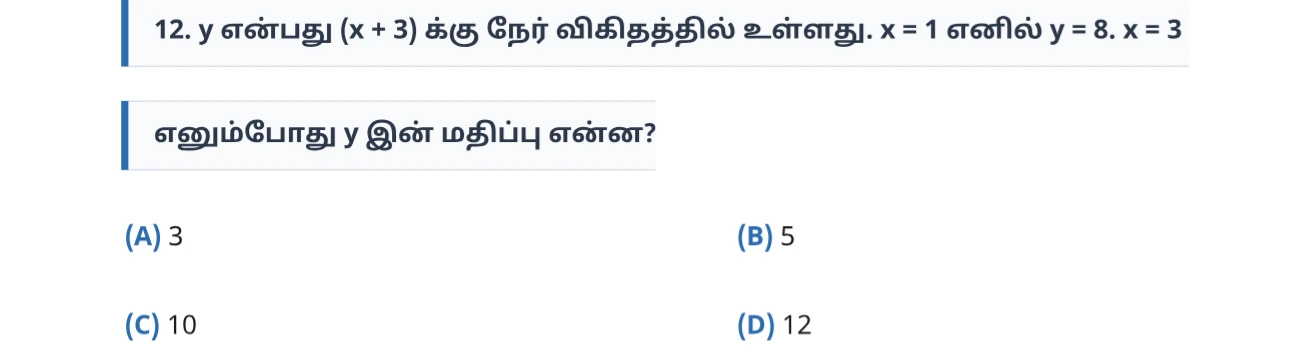 12. y என்பது (x + 3) க்கு நேர் விகிதத்தில் உள்ளது. x = 1 எனில் y = 8. x = 3
எனும்போது y இன் மதிப்பு என்ன?
(A) 3 (B) 5
(C) 10 (D) 12